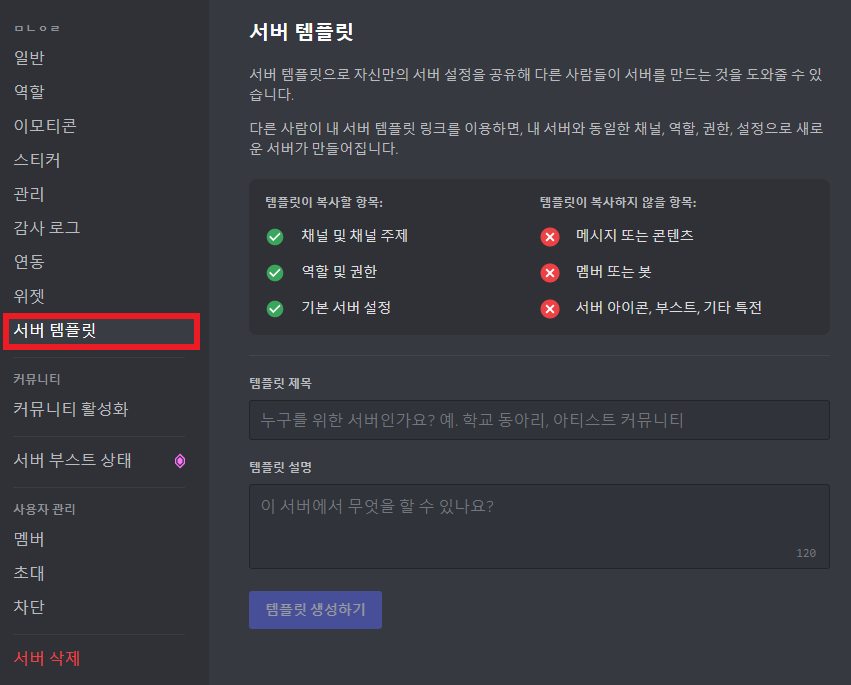 일반
역할
이모티콘
스티커
관리
감사 로그
연동
위젯
서버 템플릿
커뮤니티
커뮤니티 활성화
서버 부스트 상태
사용자 관리
멤버
초대
차단
서버 삭제
서버 템플릿
서버 템플릿으로 자신만의 서버 설정을 공유해 다른 사람들이 서버를 만드는 것을 도와줄 수 있
습니다.
다른 사람이 내 서버 템플릿 링크를 이용하면, 내 서버와 동일한 채널, 역할, 권한, 설정으로 새로
운 서버가 만들어집니다.
템플릿이 복사할 항목:
채널 및 채널 주제
역할 및 권한
기본 서버 설정
템플릿이 복사하지 않을 항목:
메시지 또는 콘텐츠
멤버 또는 봇
서버 아이콘, 부스트, 기타 특전
템플릿 제목
누구를 위한 서버인가요? 예. 학교 동아리, 아티스트 커뮤니티
템플릿 설명
이 서버에서 무엇을 할 수 있나요?
120
템플릿 생성하기